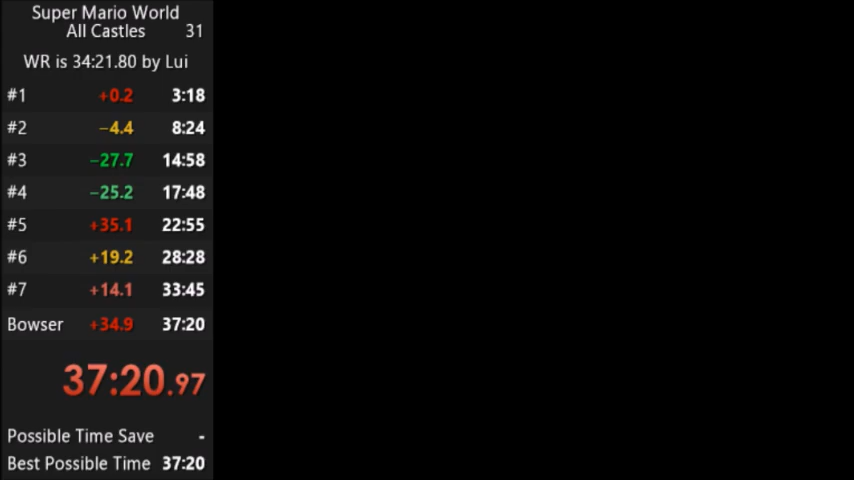 Super Mario World
All Castles 31
WR is 34:21.80 by Lui
#1 +0.2 3:18
#2 −4.4 8:24
#3 −27.7 14:58
#4 −25.2 17:48
#5 +35.1 22:55
#6 +19.2 28:28
#7 +14.1 33:45
Bowser +34.9 37:20
37:20.97
Possible Time Save -
Best Possible Time 37:20